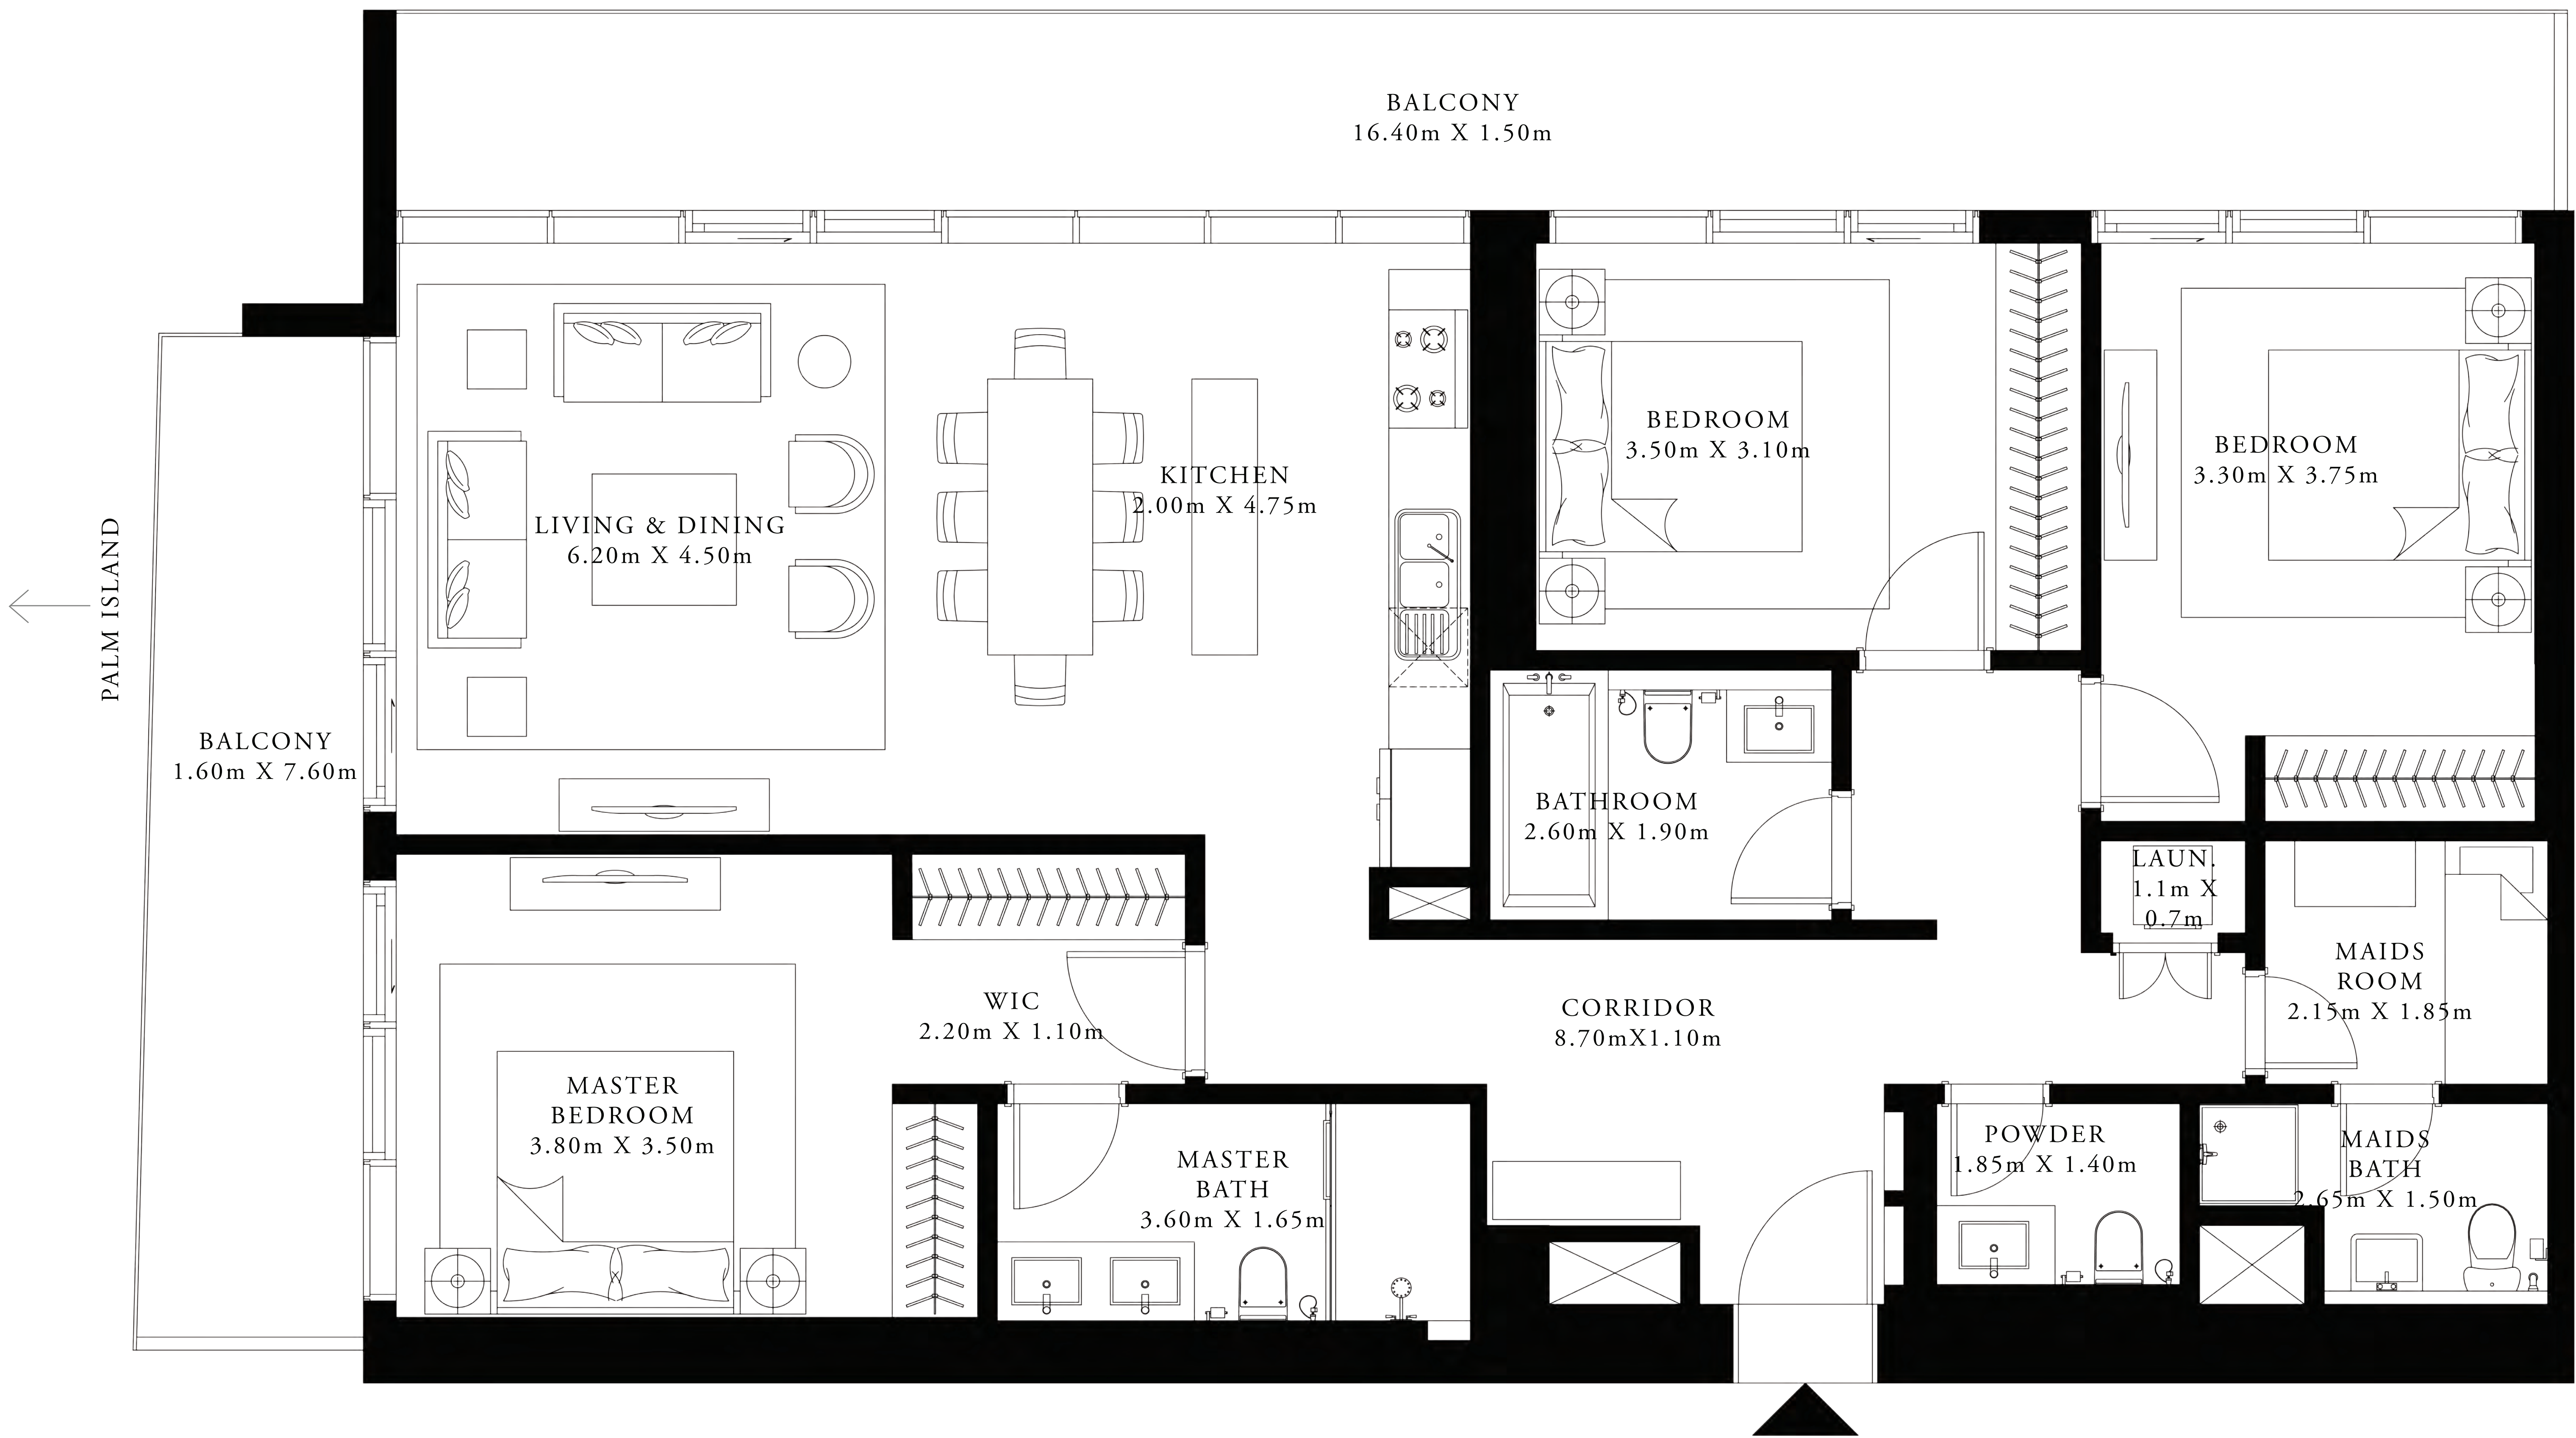 BALCONY
16.40m X 1.50m
BEDROOM
3.50m X 3.10m
BEDROOM
3.30m X 3.75m
KITCHEN
2.00m X 4.75m
LIVING & DINING
6.20m X 4.50m
PALM ISLAND
BALCONY
1.60m X 7.60m
BATHROOM
2.60m X 1.90m
LAUN.
1.1m X
0.7m
MAIDS
ROOM
2.15m X 1.85m
WIC
2.20m X 1.10m
CORRIDOR
8.70mX1.10m
MASTER
BEDROOM
3.80m X 3.50m
MASTER
BATH
3.60m X 1.65m
POWDER
1.85m X 1.40m
MAIDS
BATH
2.65m X 1.50m